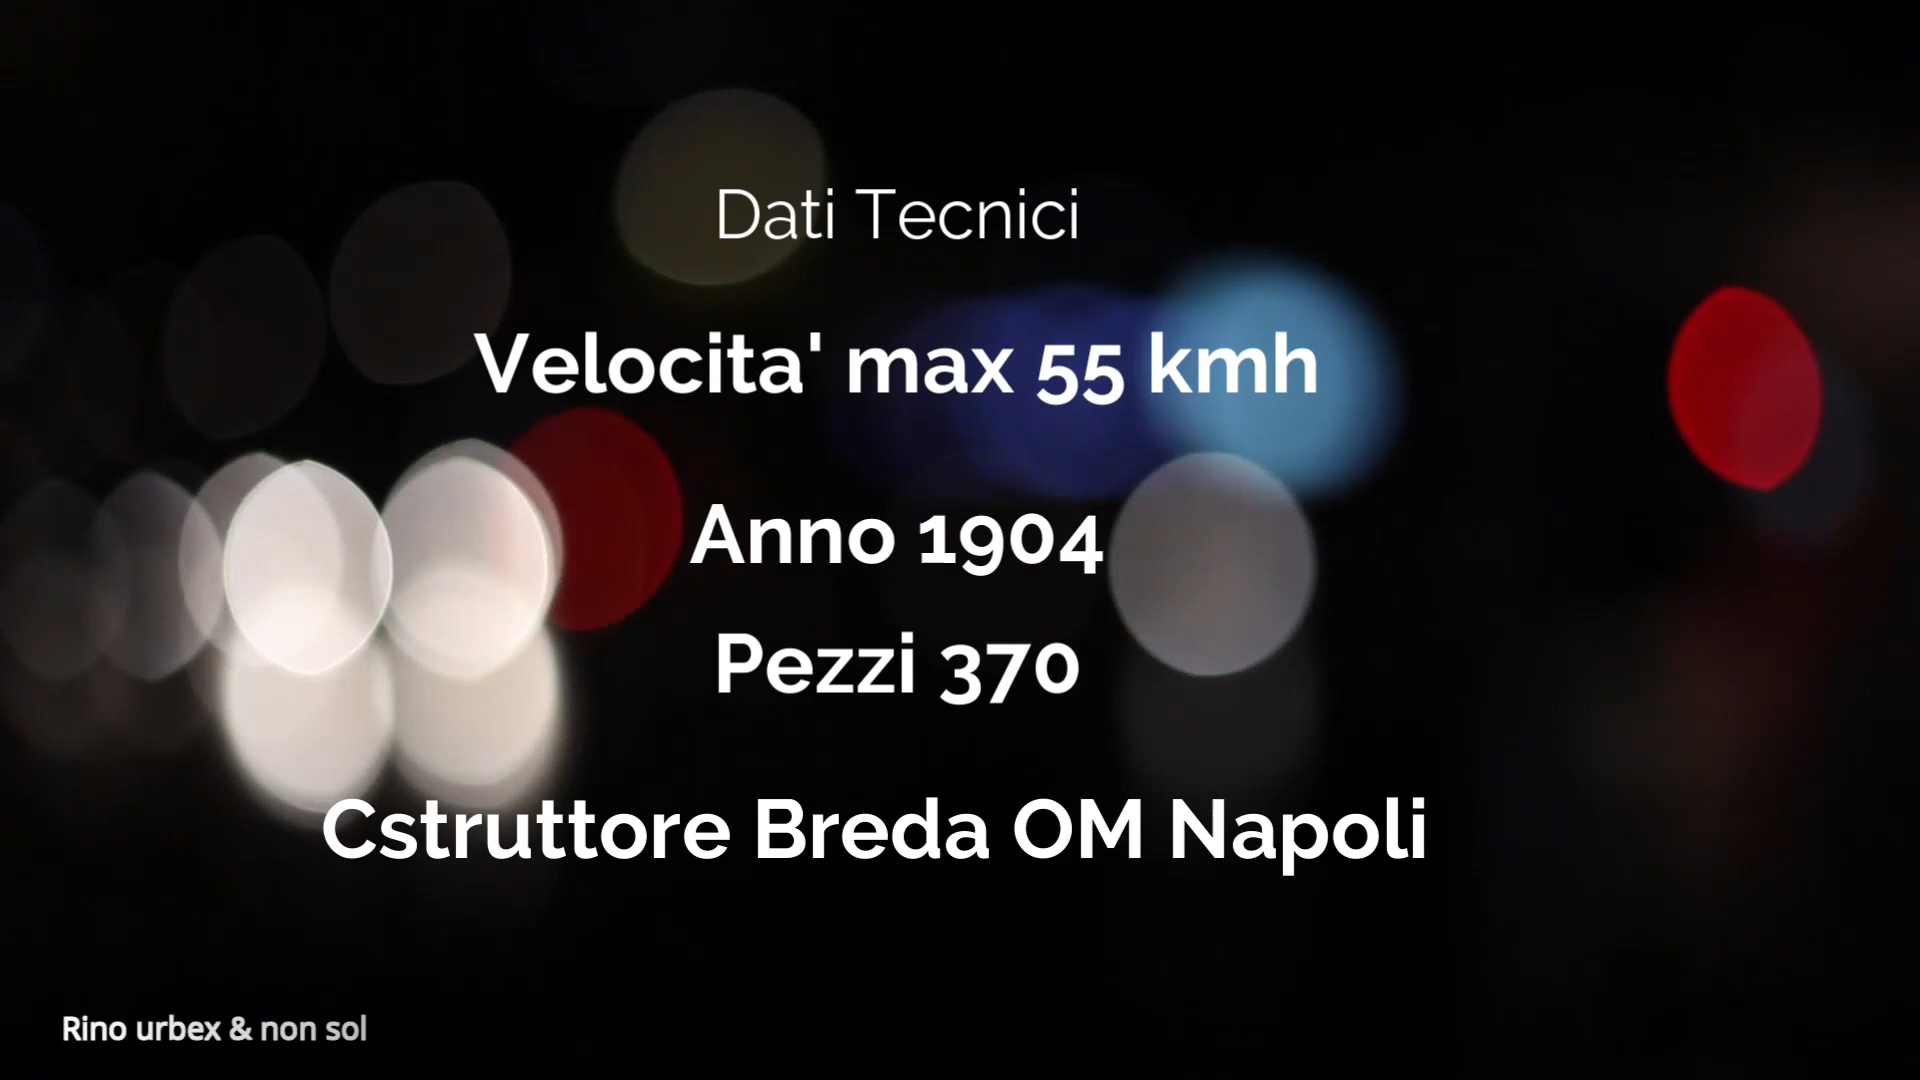 Dati Tecnici
Velocita' max 55 kmh
Anno 1904
Pezzi 370
Cstruttore Breda OM Napoli
Rino urbex & non sol